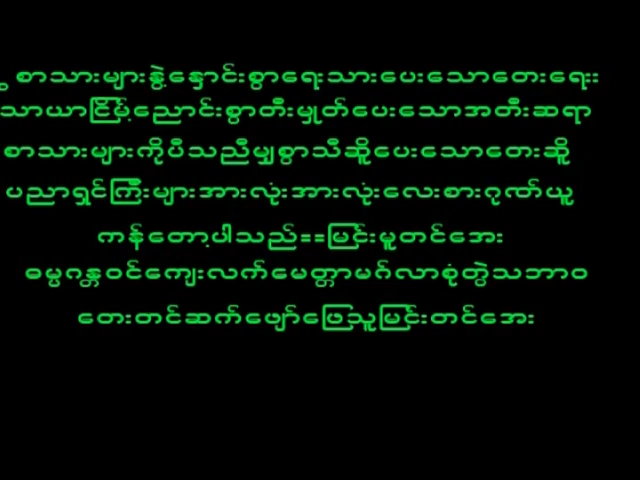 စာသားများနွဲ့နှောင်းစွာရေးသားပေးသောတေးရေး
သာယာငြိမ့်ညောင်းစွာတီးမှုတ်ပေးသောအတီးဆရာ
စာသားများကိုပီသညီမျှစွာသီဆိုပေးသောတေးဆို
ပညာရှင်ကြီးများအားလုံးအားလုံးလေးစားဂုဏ်ယူ
ကန်တော့ပါသည်==မြင်းမူတင်အေး
ဓမ္မဂန္တဝင်ကျေးလက်မေတ္တာမဂ်လာစုံတွဲသဘာဝ
တေးတင်ဆက်ဖျော်ဖြေသူမြင်းတင်အေး